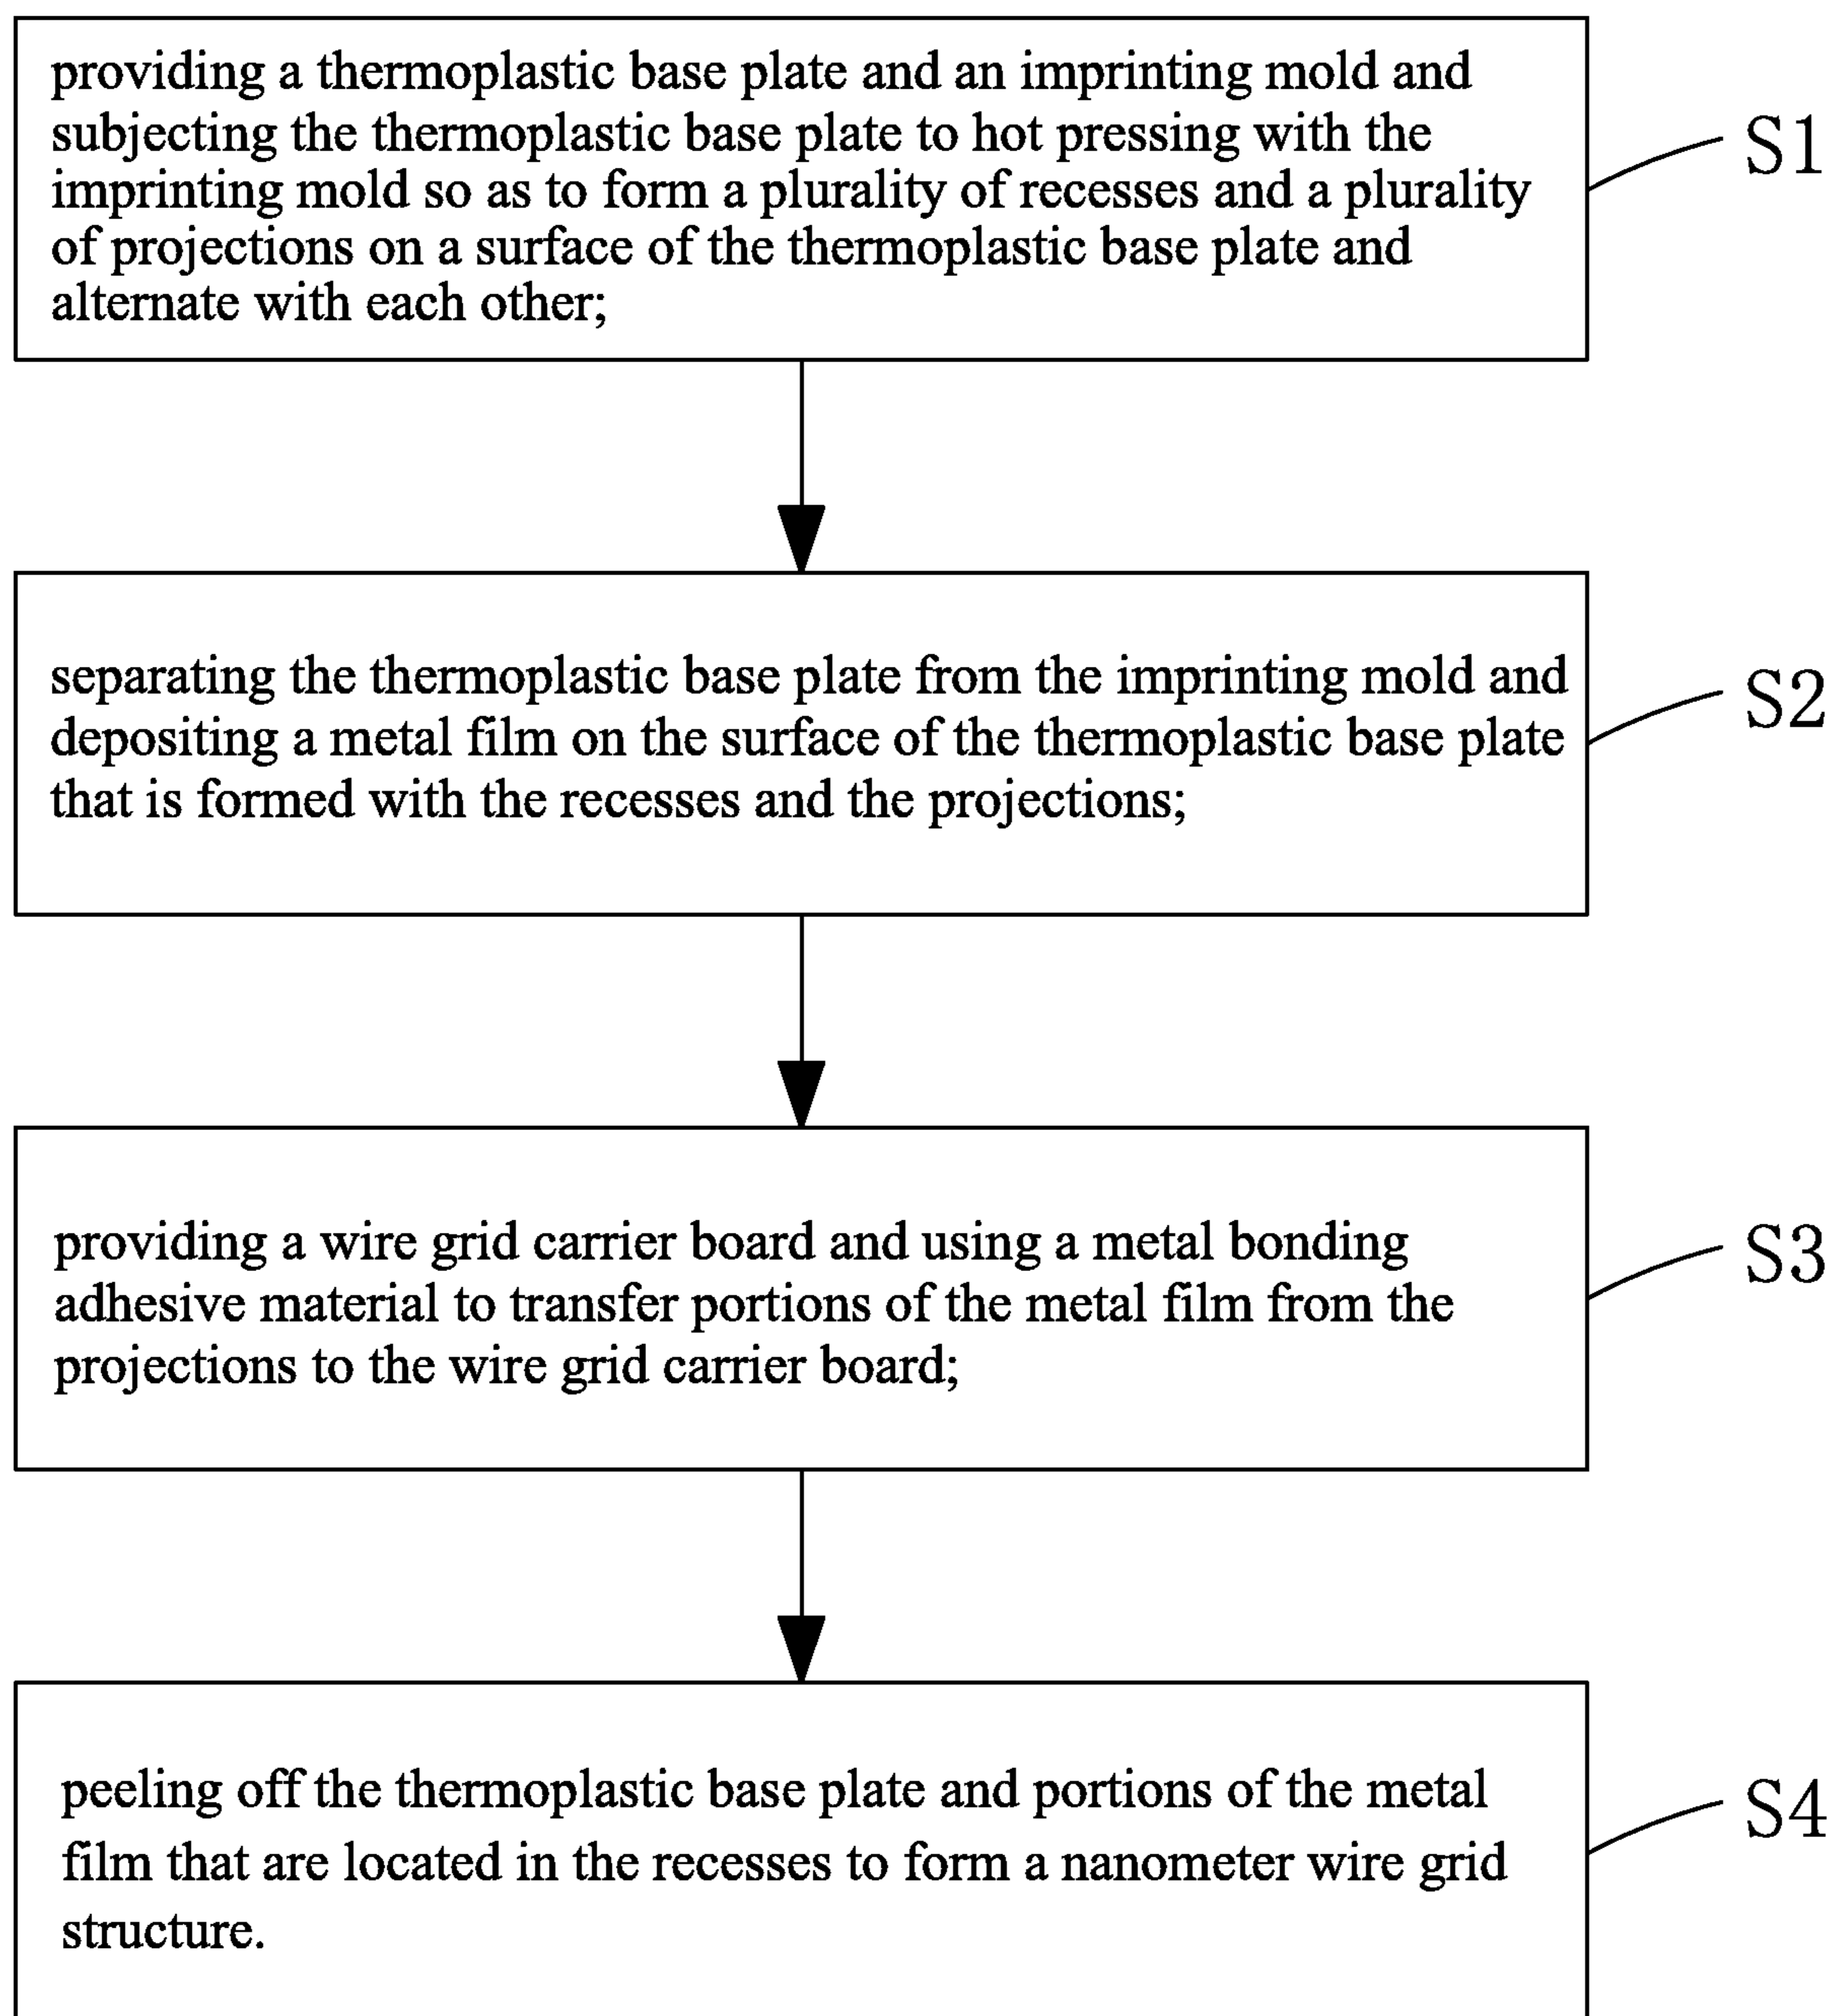 providing a thermoplastic base plate and an imprinting mold and
subjecting the thermoplastic base plate to hot pressing with the
imprinting mold so as to form a plurality of recesses and a plurality
of projections on a surface of the thermoplastic base plate and
alternate with each other;
S1
separating the thermoplastic base plate from the imprinting mold and
depositing a metal film on the surface of the thermoplastic base plate
that is formed with the recesses and the projections;
S2
providing a wire grid carrier board and using a metal bonding
adhesive material to transfer portions of the metal film from the
projections to the wire grid carrier board;
S3
peeling off the thermoplastic base plate and portions of the metal
film that are located in the recesses to form a nanometer wire grid
structure.
S4